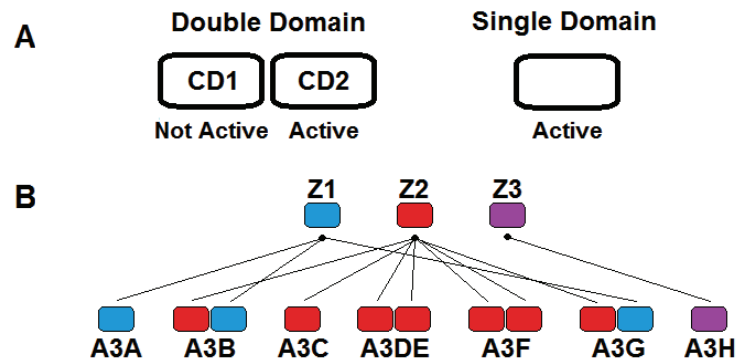 A
Double Domain
Single Domain
CD1 CD2
Not Active Active
Active
B
Z1 Z2 Z3
A3A A3B A3C A3DE A3F A3G A3H